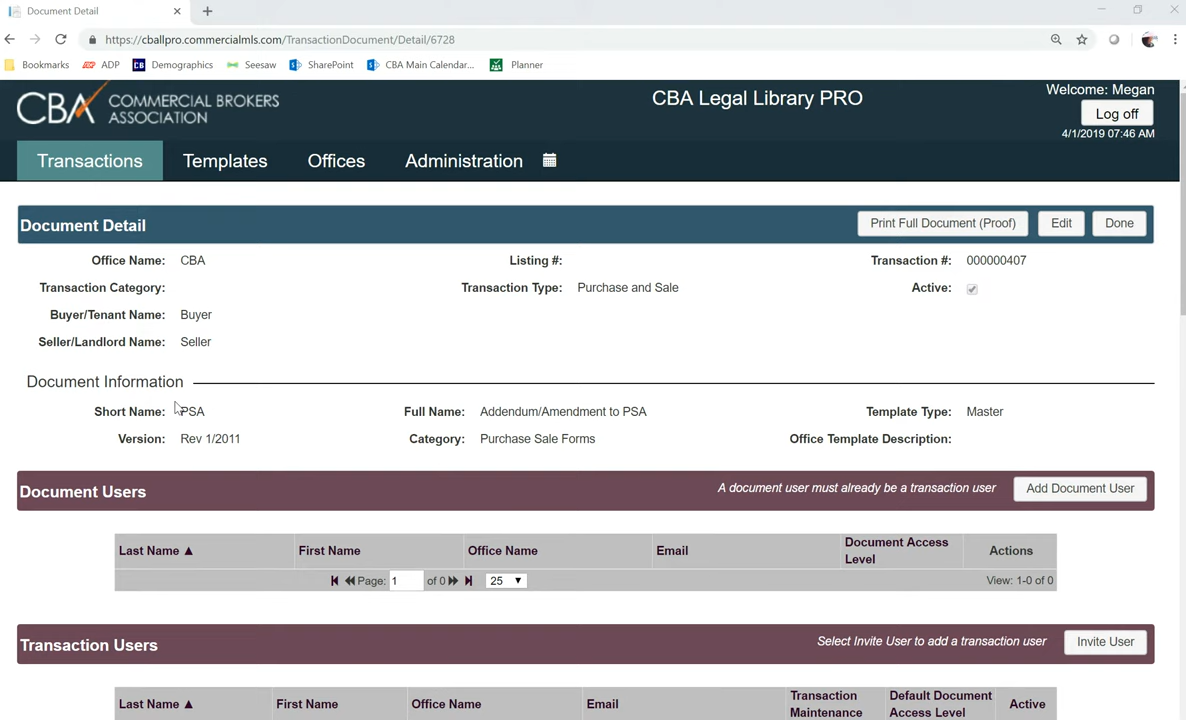 Document Detail
https://cballpro.commercialmls.com/TransactionDocument/Detail/6728
Bookmarks ADP CB Demographics Seesaw SharePoint CBA Main Calendar... Planner
CBA COMMERCIAL BROKERS ASSOCIATION
CBA Legal Library PRO
Welcome: Megan
Log off
4/1/2019 07:46 AM
Transactions Templates Offices Administration
Document Detail Print Full Document (Proof) Edit Done
Office Name: CBA Listing #: Transaction #: 000000407
Transaction Category: Transaction Type: Purchase and Sale Active:
Buyer/Tenant Name: Buyer
Seller/Landlord Name: Seller
Document Information
Short Name: PSA Full Name: Addendum/Amendment to PSA Template Type: Master
Version: Rev 1/2011 Category: Purchase Sale Forms Office Template Description:
Document Users A document user must already be a transaction user Add Document User
Last Name ▲ First Name Office Name Email Document Access Level Actions
Page: 1 of 0 25 ▼ View: 1-0 of 0
Transaction Users Select Invite User to add a transaction user Invite User
Last Name ▲ First Name Office Name Email Transaction Maintenance Default Document Access Level Active